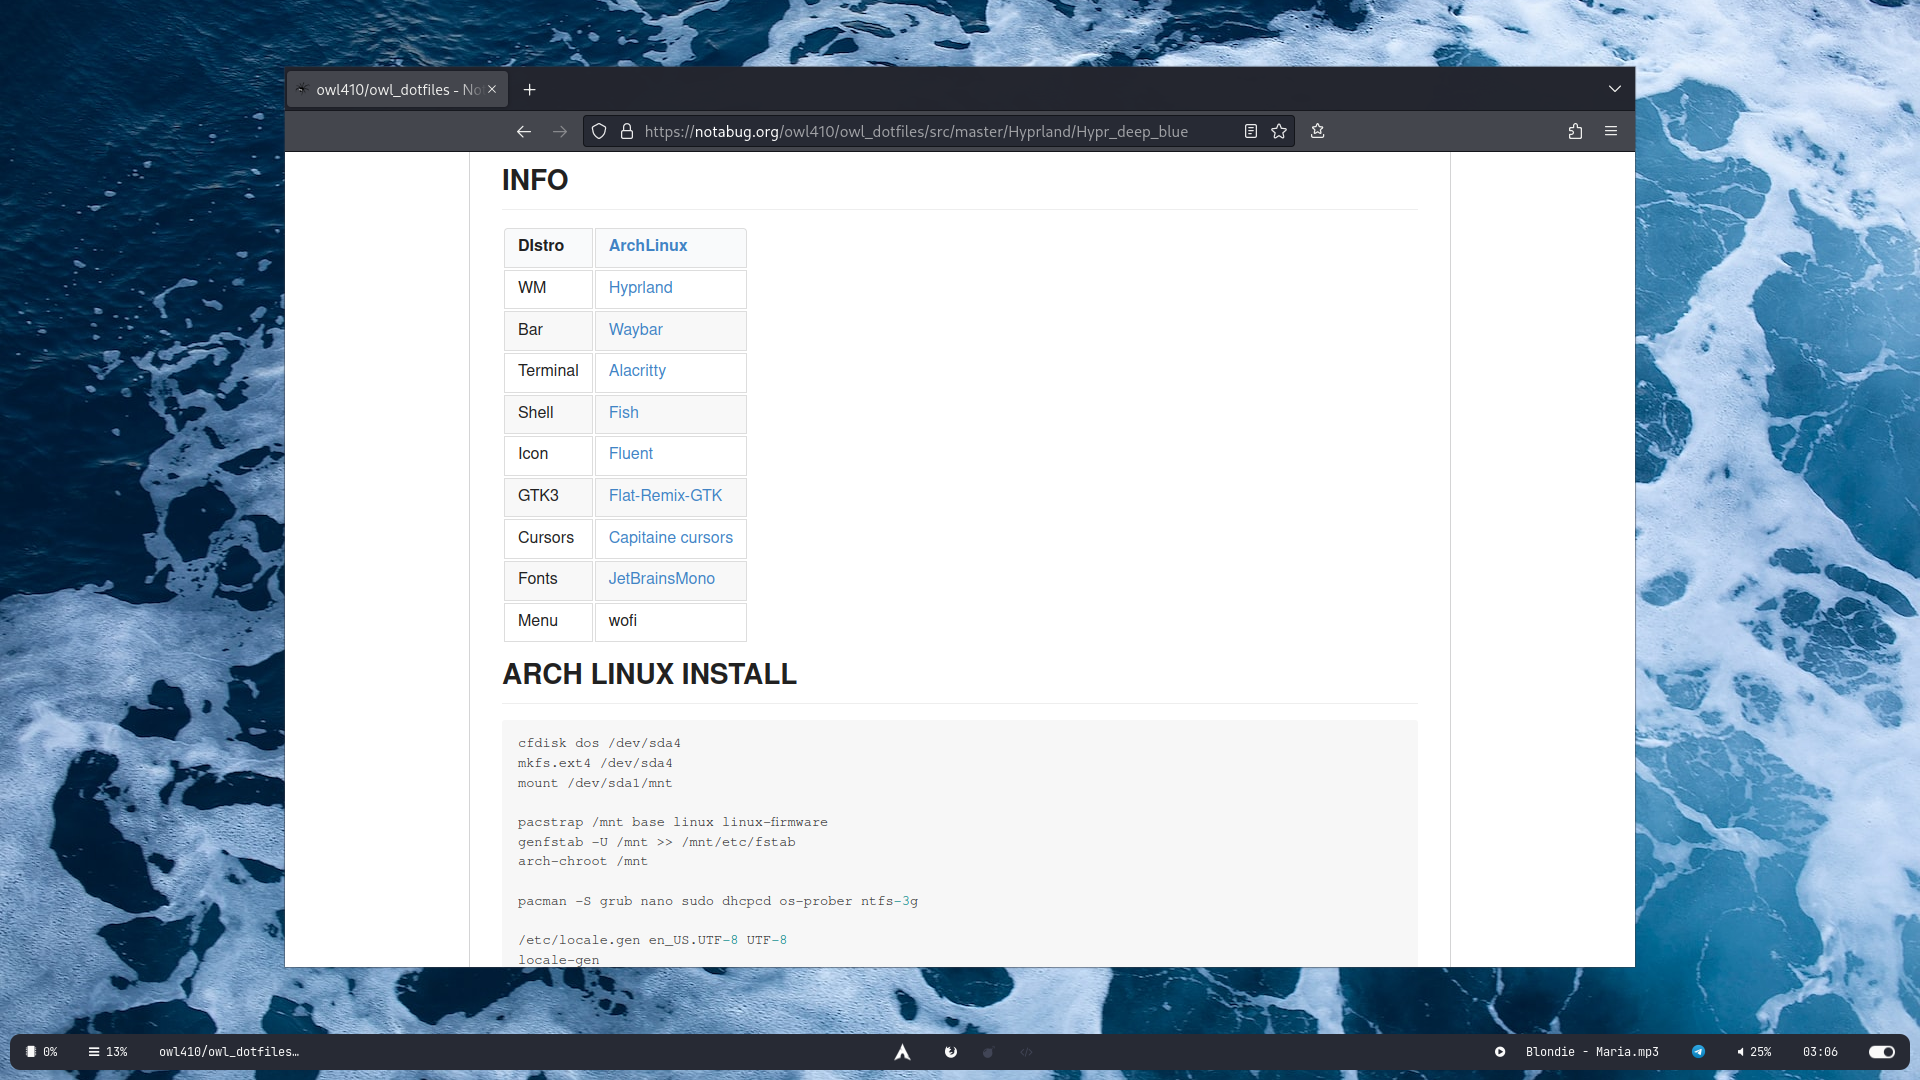 owl410/owl_dotfiles - No
https://notabug.org/owl410/owl_dotfiles/src/master/Hyprland/Hypr_deep_blue
INFO
DIstro ArchLinux
WM Hyprland
Bar Waybar
Terminal Alacritty
Shell Fish
Icon Fluent
GTK3 Flat-Remix-GTK
Cursors Capitaine cursors
Fonts JetBrainsMono
Menu wofi
ARCH LINUX INSTALL
cfdisk dos /dev/sda4
mkfs.ext4 /dev/sda4
mount /dev/sda1/mnt
pacstrap /mnt base linux linux-firmware
genfstab -U /mnt >> /mnt/etc/fstab
arch-chroot /mnt
pacman -S grub nano sudo dhcpcd os-prober ntfs-3g
/etc/locale.gen en_US.UTF-8 UTF-8
locale-gen
0% 13% owl410/owl_dotfiles… Blondie - Maria.mp3 25% 03:06